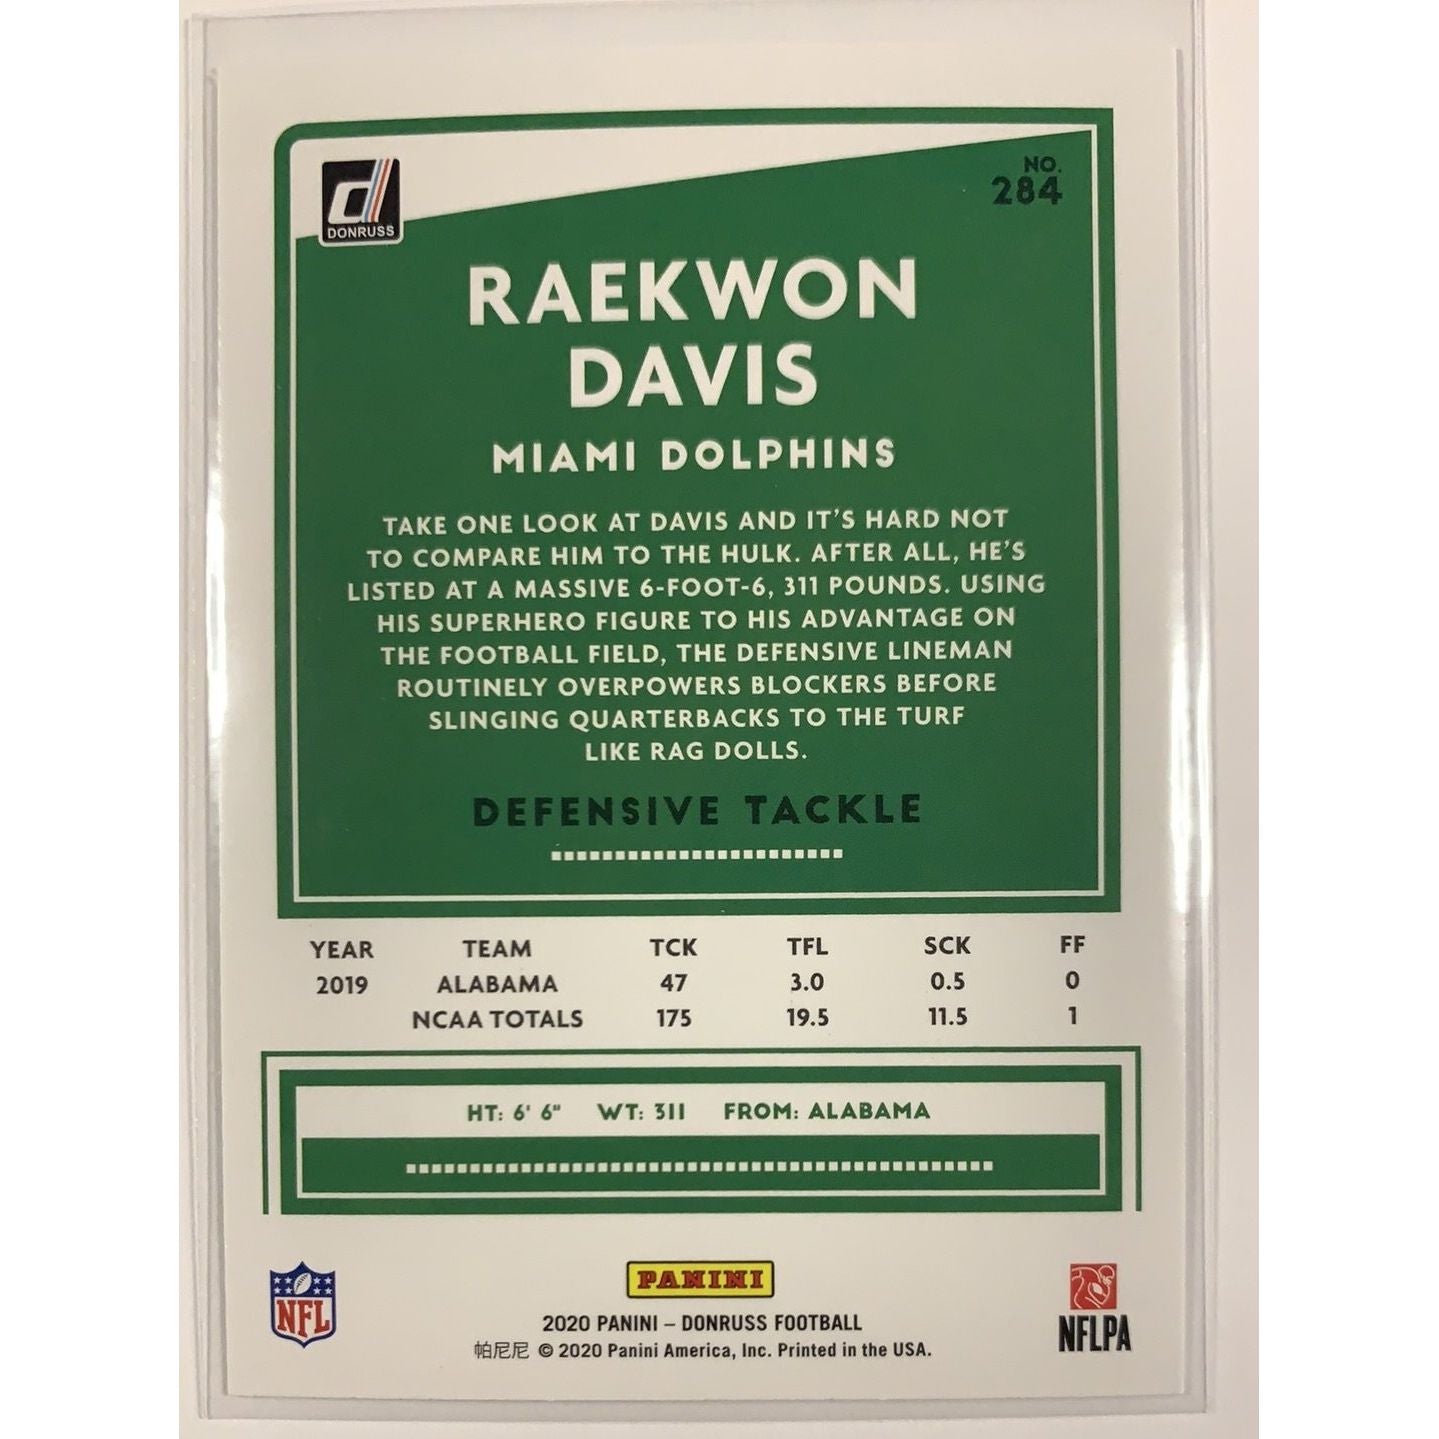 DONRUSS
NO.
284
RAEKWON
DAVIS
MIAMI DOLPHINS
TAKE ONE LOOK AT DAVIS AND IT'S HARD NOT
TO COMPARE HIM TO THE HULK. AFTER ALL, HE'S
LISTED AT A MASSIVE 6-FOOT-6, 311 POUNDS. USING
HIS SUPERHERO FIGURE TO HIS ADVANTAGE ON
THE FOOTBALL FIELD, THE DEFENSIVE LINEMAN
ROUTINELY OVERPOWERS BLOCKERS BEFORE
SLINGING QUARTERBACKS TO THE TURF
LIKE RAG DOLLS.
DEFENSIVE TACKLE
YEAR TEAM TCK TFL SCK FF
2019 ALABAMA 47 3.0 0.5 0
NCAA TOTALS 175 19.5 11.5 1
HT: 6' 6" WT: 311 FROM: ALABAMA
NFL
PANINI
2020 PANINI – DONRUSS FOOTBALL
帕尼尼 © 2020 Panini America, Inc. Printed in the USA.
NFLPA